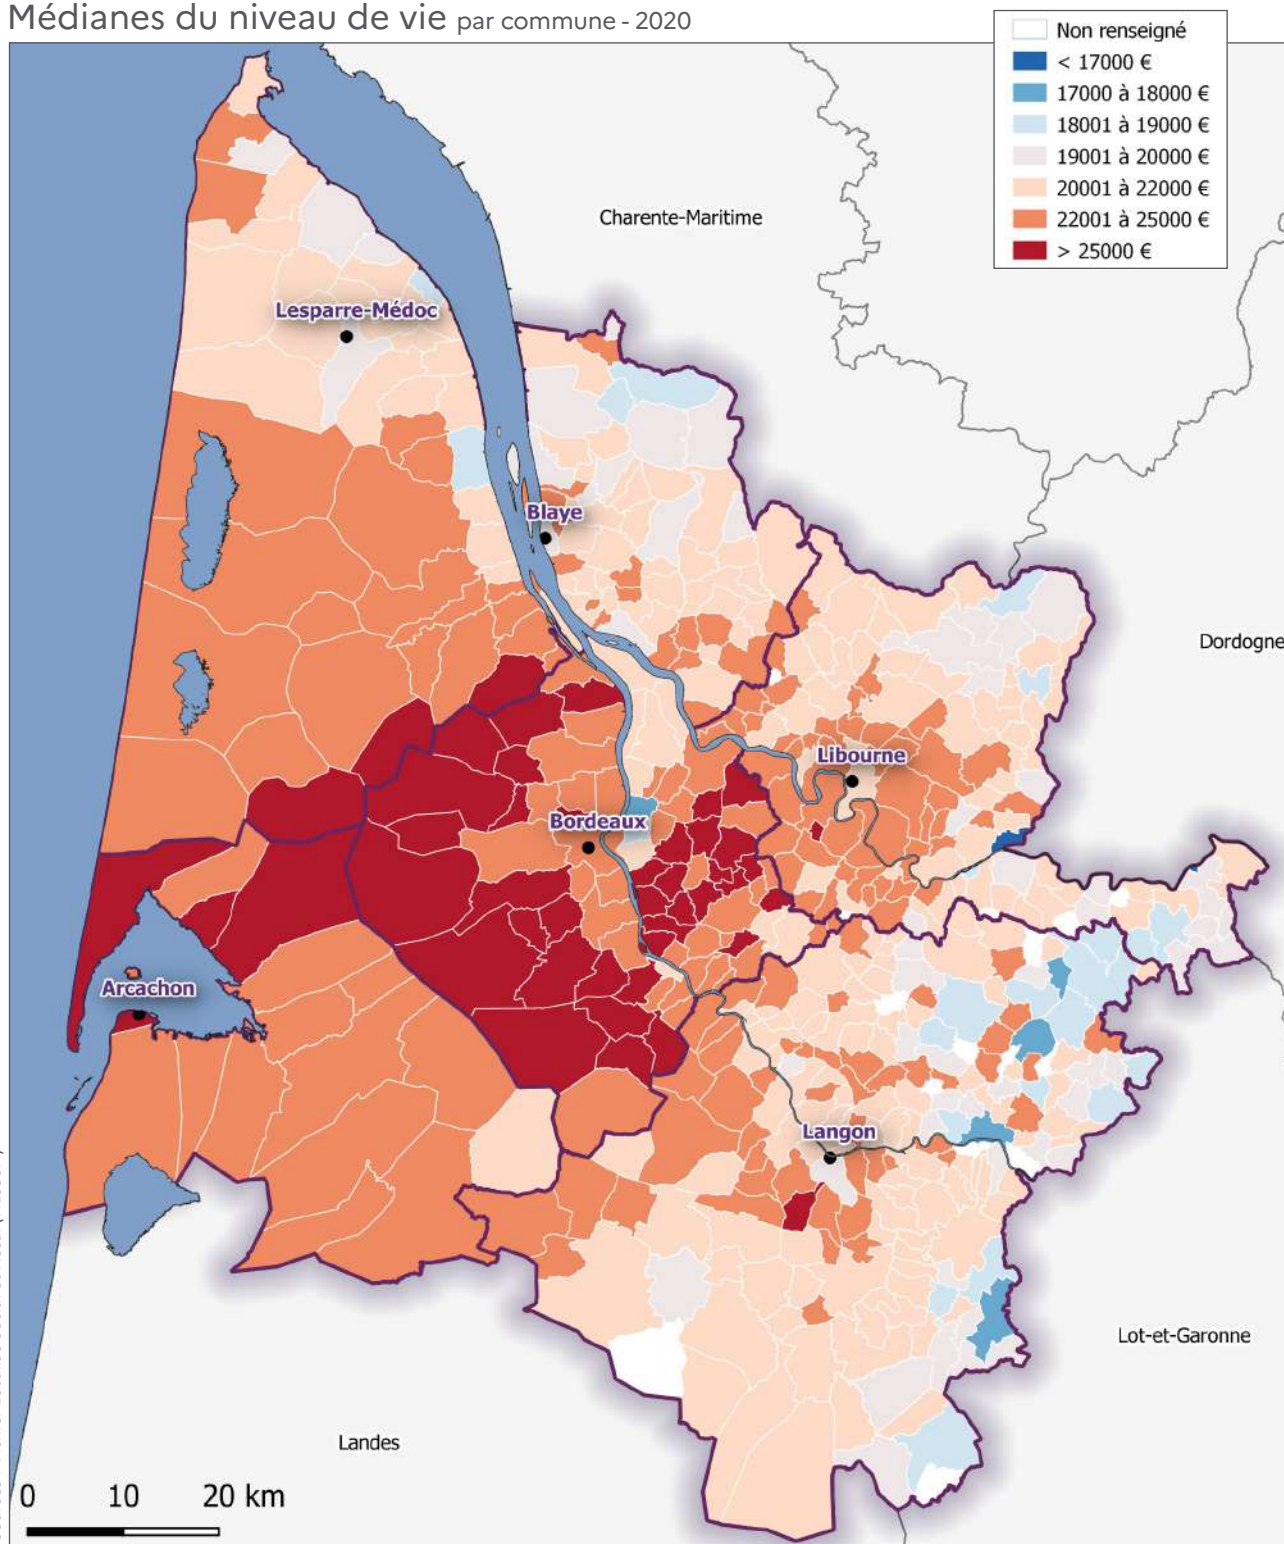 Médianes du niveau de vie par commune - 2020
Non renseigné
< 17000 €
17000 à 18000 €
18001 à 19000 €
19001 à 20000 €
20001 à 22000 €
22001 à 25000 €
> 25000 €
Charente-Maritime
Lesparre-Médoc
Blaye
Dordogne
Libourne
Bordeaux
Arcachon
Langon
Lot-et-Garonne
Landes
0 10 20 km